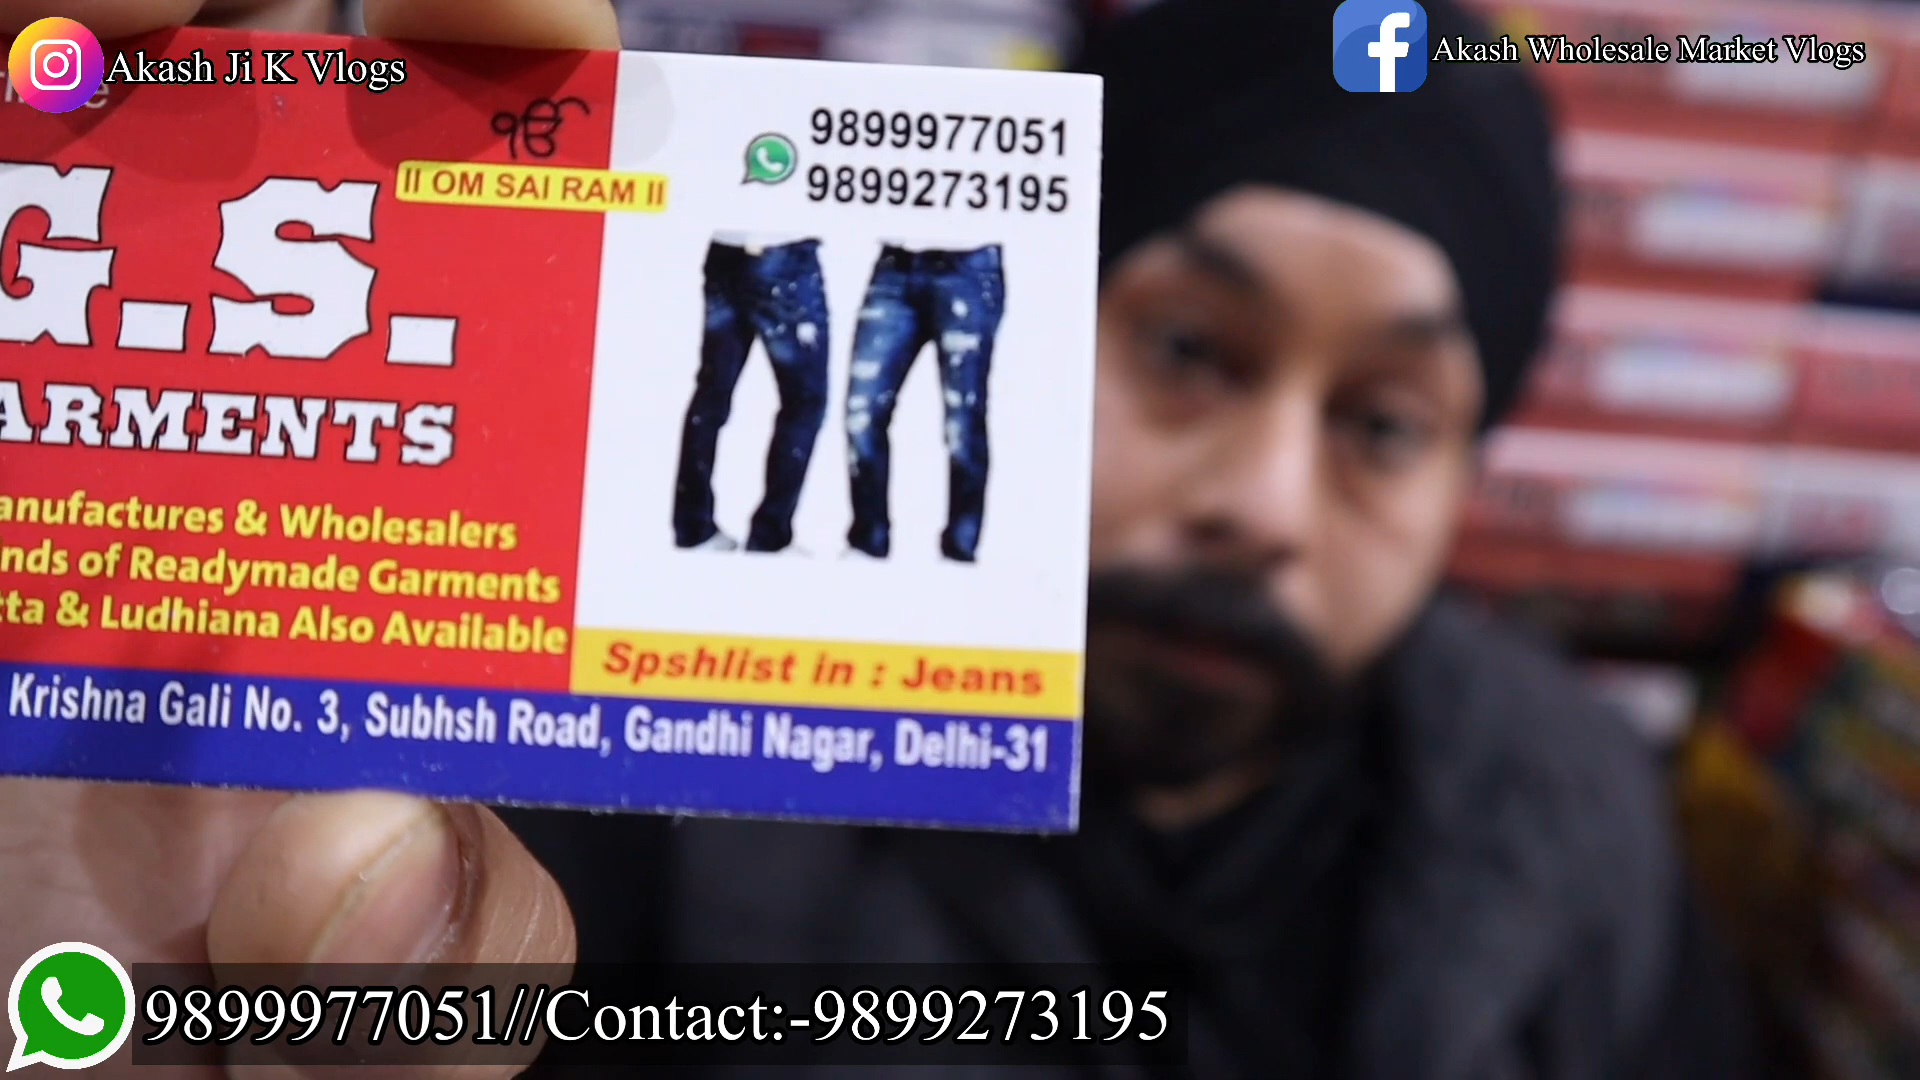 Akash Ji K Vlogs
Akash Wholesale Market Vlogs
ੴ
9899977051
9899273195
II OM SAI RAM II
G.S.
ARMENTS
anufactures & Wholesalers
nds of Readymade Garments
ta & Ludhiana Also Available
Spshlist in : Jeans
Krishna Gali No. 3, Subhsh Road, Gandhi Nagar, Delhi-31
9899977051//Contact:-9899273195